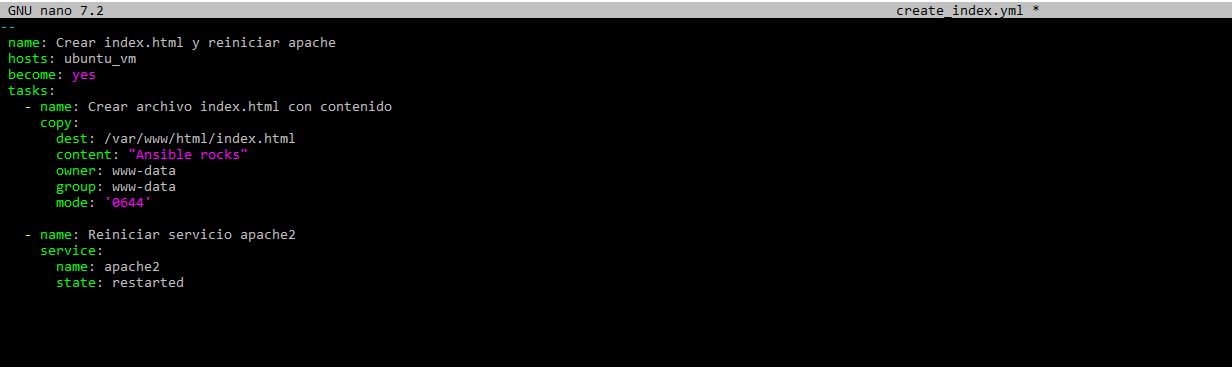 GNU nano 7.2 create_index.yml *
--
name: Crear index.html y reiniciar apache
hosts: ubuntu_vm
become: yes
tasks:
  - name: Crear archivo index.html con contenido
    copy:
      dest: /var/www/html/index.html
      content: "Ansible rocks"
      owner: www-data
      group: www-data
      mode: '0644'
  - name: Reiniciar servicio apache2
    service:
      name: apache2
      state: restarted